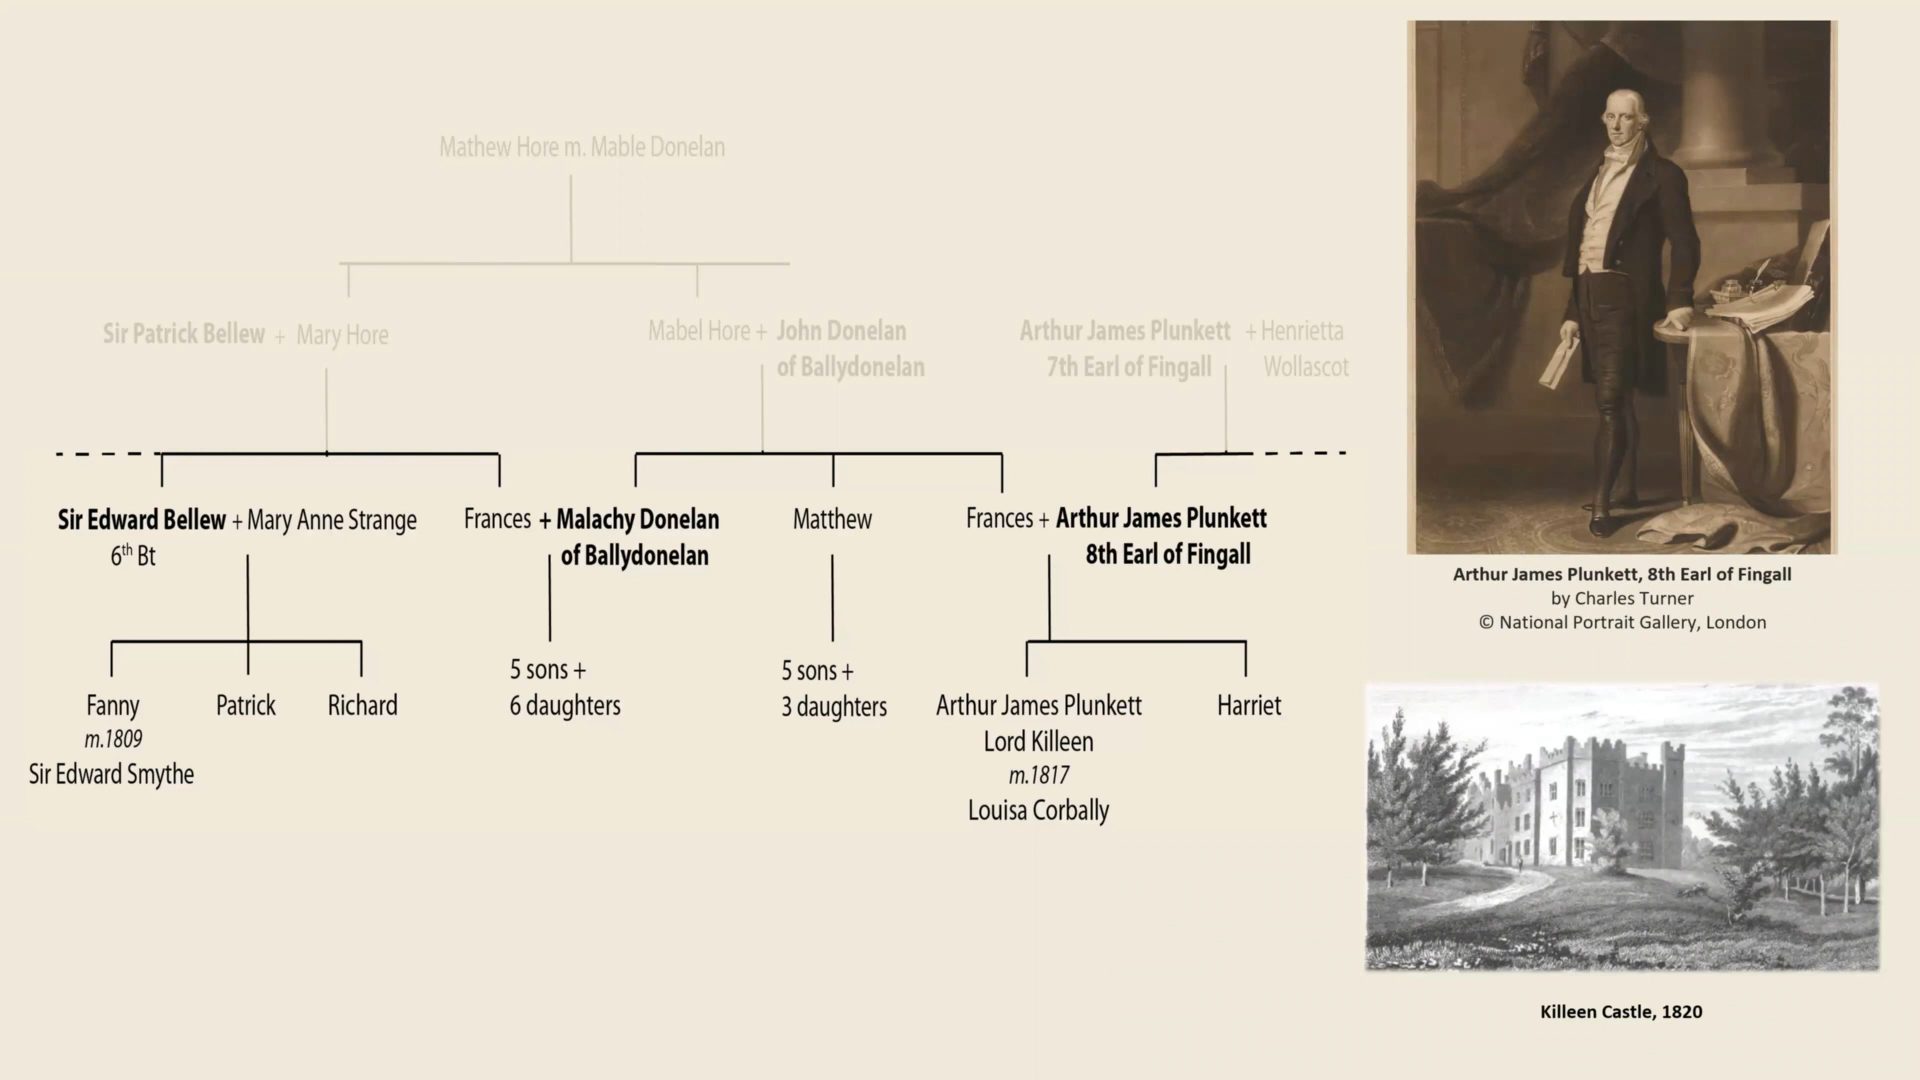 Mathew Hore m. Mable Donelan
Sir Patrick Bellew + Mary Hore
Mabel Hore + John Donelan
of Ballydonelan
Arthur James Plunkett + Henrietta
7th Earl of Fingall Wollascot
Sir Edward Bellew + Mary Anne Strange
6th Bt
Frances + Malachy Donelan
of Ballydonelan
Matthew
Frances + Arthur James Plunkett
8th Earl of Fingall
Fanny
m.1809
Sir Edward Smythe
Patrick
Richard
5 sons +
6 daughters
5 sons +
3 daughters
Arthur James Plunkett
Lord Killeen
m.1817
Louisa Corbally
Harriet
Arthur James Plunkett, 8th Earl of Fingall
by Charles Turner
© National Portrait Gallery, London
Killeen Castle, 1820